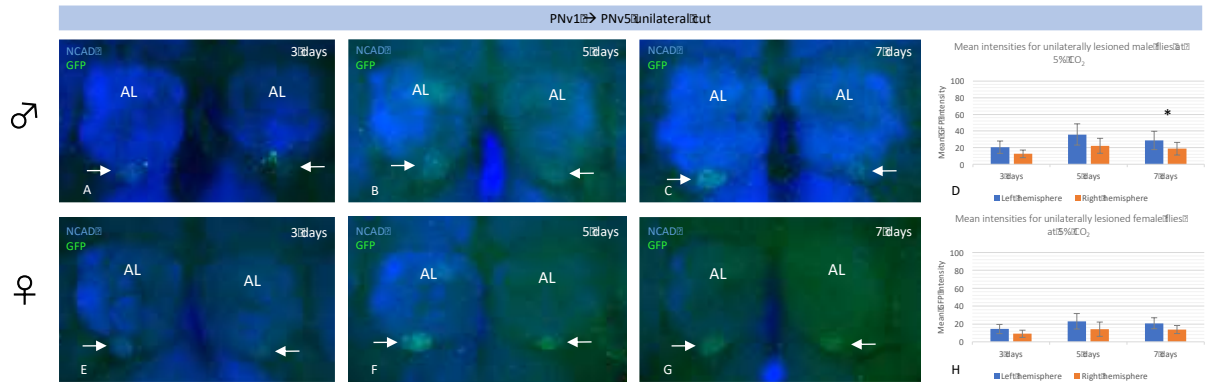 PNv1⍰→ PNv5⍰unilateral⍰cut
♂
NCAD⍰
GFP
3⍰days
AL
AL
A
NCAD⍰
GFP
5⍰days
AL
AL
B
NCAD⍰
GFP
7⍰days
AL
AL
C
Mean intensities for unilaterally lesioned male⍰flies⍰at⍰
5%⍰CO₂
Mean⍰GFP⍰Intensity
100
80
60
40
20
0
*
3⍰days
5⍰days
7⍰days
Left⍰hemisphere
Right⍰hemisphere
D
♀
NCAD⍰
GFP
3⍰days
AL
AL
E
NCAD⍰
GFP
5⍰days
AL
AL
F
NCAD⍰
GFP
7⍰days
AL
AL
G
Mean intensities for unilaterally lesioned female⍰flies⍰
at⍰5%⍰CO₂
Mean⍰GFP⍰Intensity
100
80
60
40
20
0
3⍰days
5⍰days
7⍰days
Left⍰hemisphere
Right⍰hemisphere
H